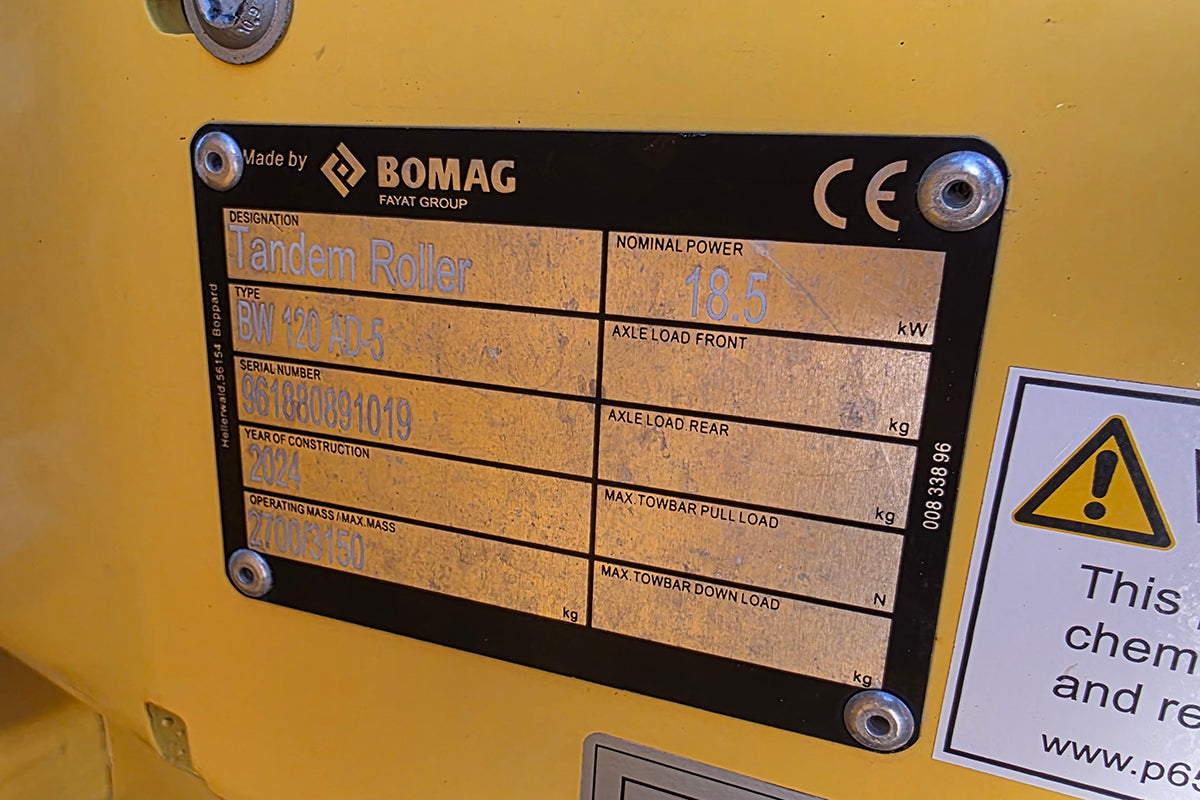 Made by
BOMAG
FAYAT GROUP
CE
DESIGNATION
Tandem Roller
TYPE
BW 120 AD-5
SERIAL NUMBER
961880891019
YEAR OF CONSTRUCTION
2024
OPERATING MASS / MAX.MASS
2700/3150
kg
NOMINAL POWER
18.5
kW
AXLE LOAD FRONT
kg
AXLE LOAD REAR
kg
MAX.TOWBAR PULL LOAD
N
MAX.TOWBAR DOWN LOAD
kg
Hellerwald.56154 Boppard
008 338 96
This
chem
and re
www.p65